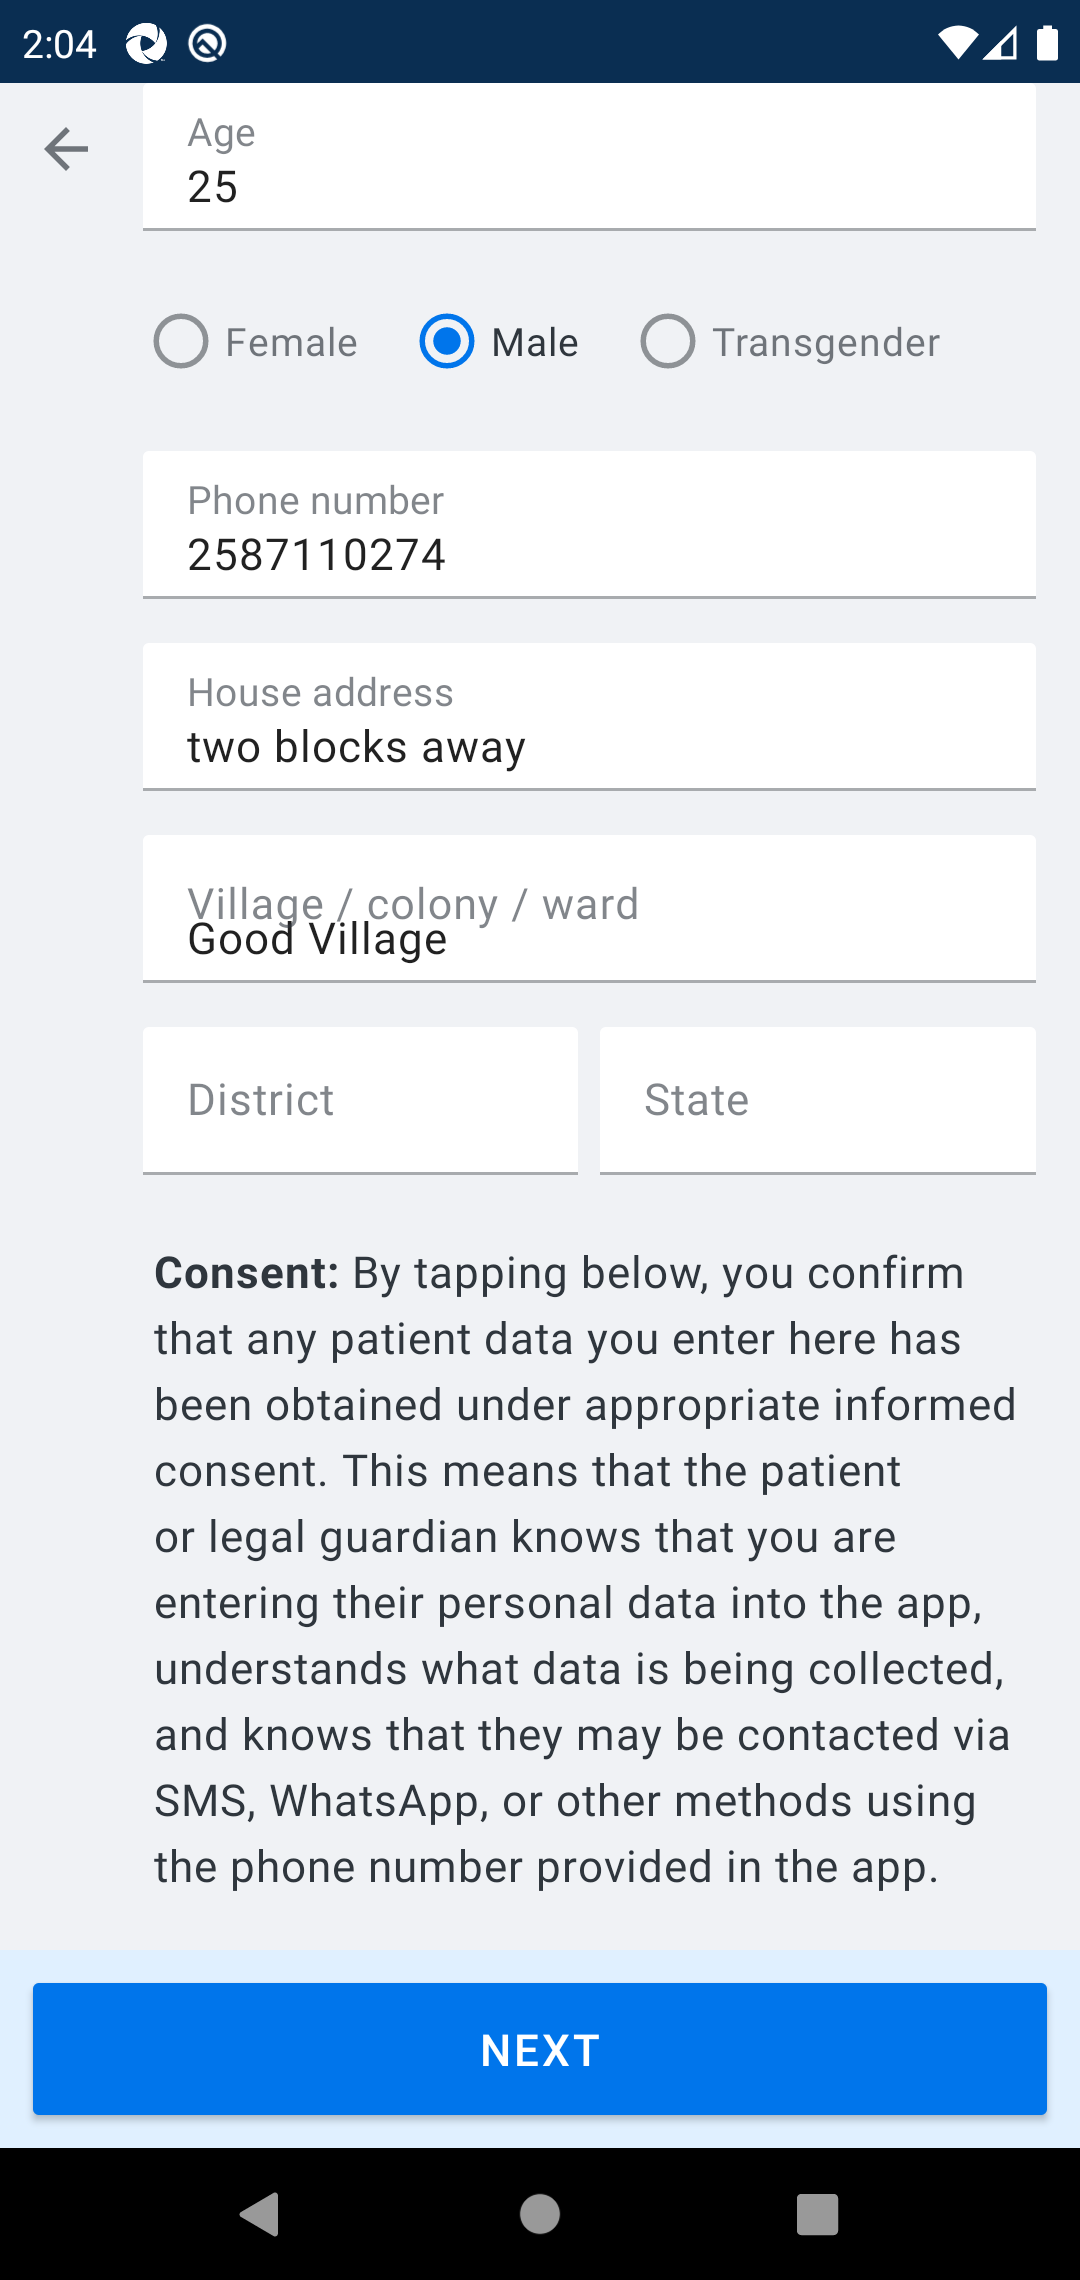 2:04
Age
25
Female Male Transgender
Phone number
2587110274
House address
two blocks away
Village / colony / ward
Good Village
District State
Consent: By tapping below, you confirm
that any patient data you enter here has
been obtained under appropriate informed
consent. This means that the patient
or legal guardian knows that you are
entering their personal data into the app,
understands what data is being collected,
and knows that they may be contacted via
SMS, WhatsApp, or other methods using
the phone number provided in the app.
NEXT